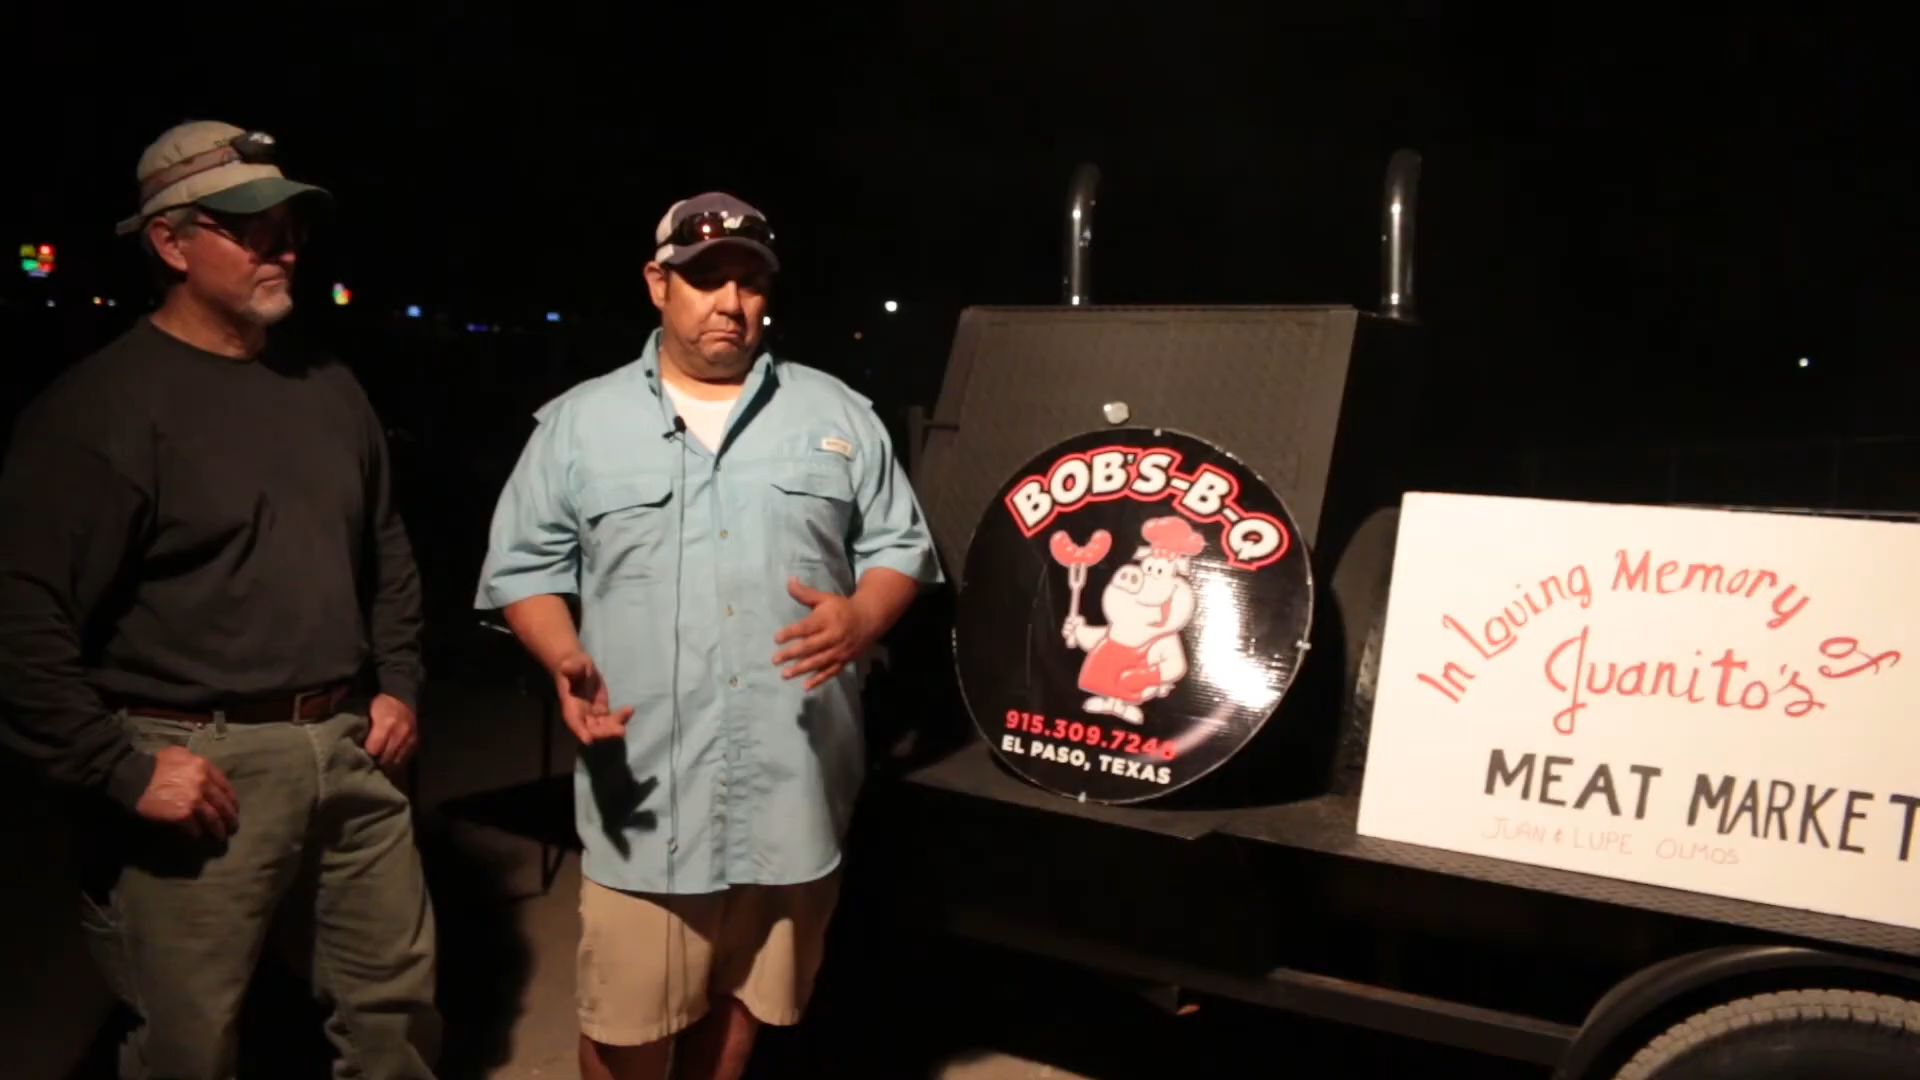 BOB'S-B-Q
915.309.7246
EL PASO, TEXAS
In Loving Memory of
Juanito's
MEAT MARKET
JUAN & LUPE OLMOS